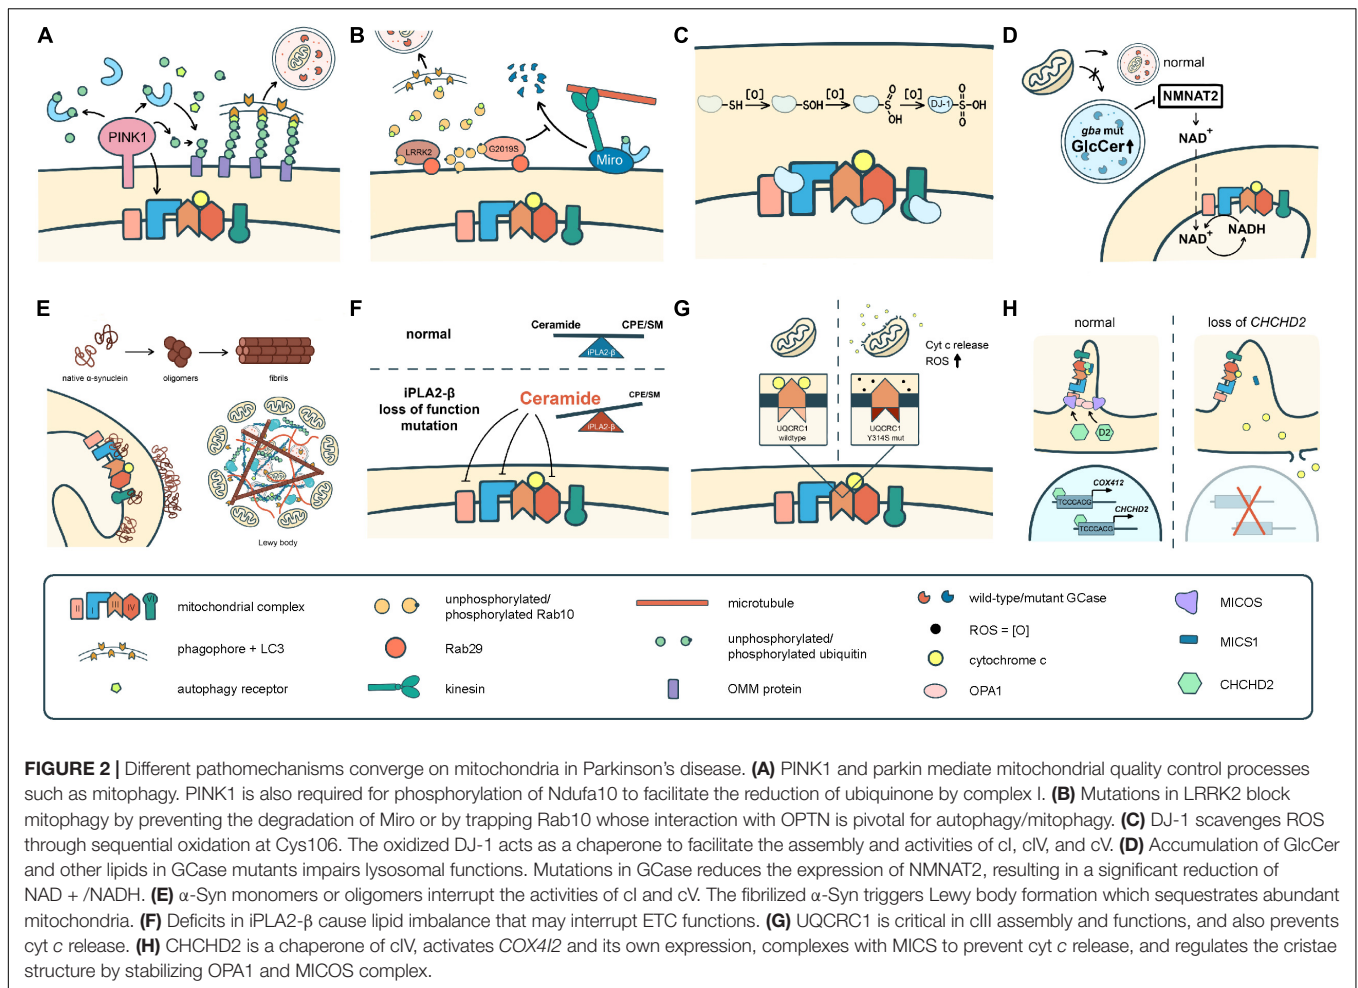 A
PINK1
B
LRRK2
G2019S
Miro
C
SH
[O]
SOH
[O]
S
O
OH
[O]
DJ-1
O
S
OH
O
D
normal
NMNAT2
gba mut
GlcCer
NAD+
NAD+
NADH
E
native α-synuclein
oligomers
fibrils
Lewy body
F
normal
Ceramide
CPE/SM
iPLA2-β
iPLA2-β
loss of function
mutation
Ceramide
CPE/SM
iPLA2-β
G
Cyt c release
ROS
UQCRC1
wildtype
UQCRC1
Y314S mut
H
normal
loss of CHCHD2
D2
COX412
TCCCACG
CHCHD2
TCCCACG
II
I
III
IV
VI
mitochondrial complex
phagophore + LC3
autophagy receptor
unphosphorylated/
phosphorylated Rab10
Rab29
kinesin
microtubule
unphosphorylated/
phosphorylated ubiquitin
OMM protein
wild-type/mutant GCase
ROS = [O]
cytochrome c
OPA1
MICOS
MICS1
CHCHD2
FIGURE 2 | Different pathomechanisms converge on mitochondria in Parkinson's disease. (A) PINK1 and parkin mediate mitochondrial quality control processes
such as mitophagy. PINK1 is also required for phosphorylation of Ndufa10 to facilitate the reduction of ubiquinone by complex I. (B) Mutations in LRRK2 block
mitophagy by preventing the degradation of Miro or by trapping Rab10 whose interaction with OPTN is pivotal for autophagy/mitophagy. (C) DJ-1 scavenges ROS
through sequential oxidation at Cys106. The oxidized DJ-1 acts as a chaperone to facilitate the assembly and activities of cI, cIV, and cV. (D) Accumulation of GlcCer
and other lipids in GCase mutants impairs lysosomal functions. Mutations in GCase reduces the expression of NMNAT2, resulting in a significant reduction of
NAD + /NADH. (E) α-Syn monomers or oligomers interrupt the activities of cI and cV. The fibrilized α-Syn triggers Lewy body formation which sequestrates abundant
mitochondria. (F) Deficits in iPLA2-β cause lipid imbalance that may interrupt ETC functions. (G) UQCRC1 is critical in cIII assembly and functions, and also prevents
cyt c release. (H) CHCHD2 is a chaperone of cIV, activates COX4I2 and its own expression, complexes with MICS to prevent cyt c release, and regulates the cristae
structure by stabilizing OPA1 and MICOS complex.